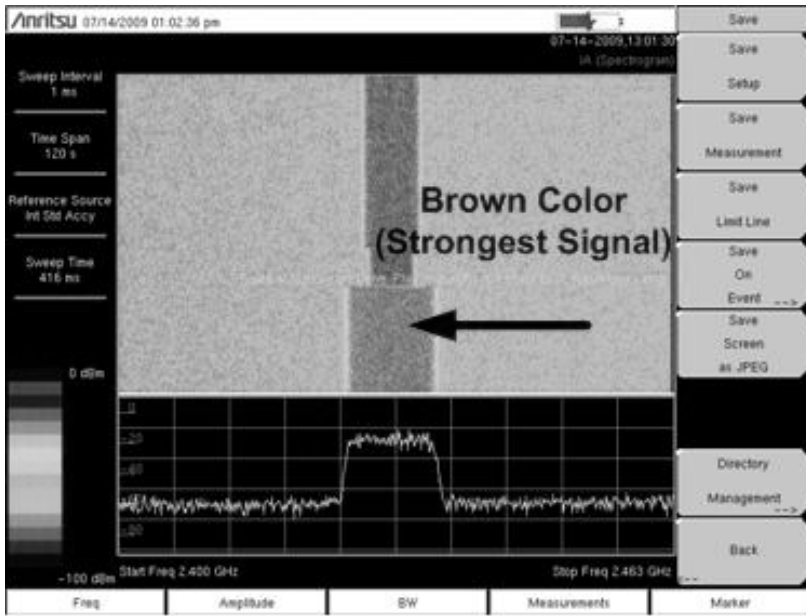 Anritsu 07/14/2009 01:02:36 pm
07-14-2009,13:01:30
IA (Spectrogram)
Sweep Interval
1 ms
Time Span
120 s
Reference Source
Int Std Accy
Sweep Time
416 ms
Brown Color
(Strongest Signal)
0 dBm
-100 dBm
0
Start Freq 2.400 GHz
Stop Freq 2.463 GHz
Save
Save
Setup
Save
Measurement
Save
Limit Line
Save
On
Event -->
Save
Screen
as JPEG
Directory
Management -->
Back
<--
Freq
Amplitude
BW
Measurements
Marker